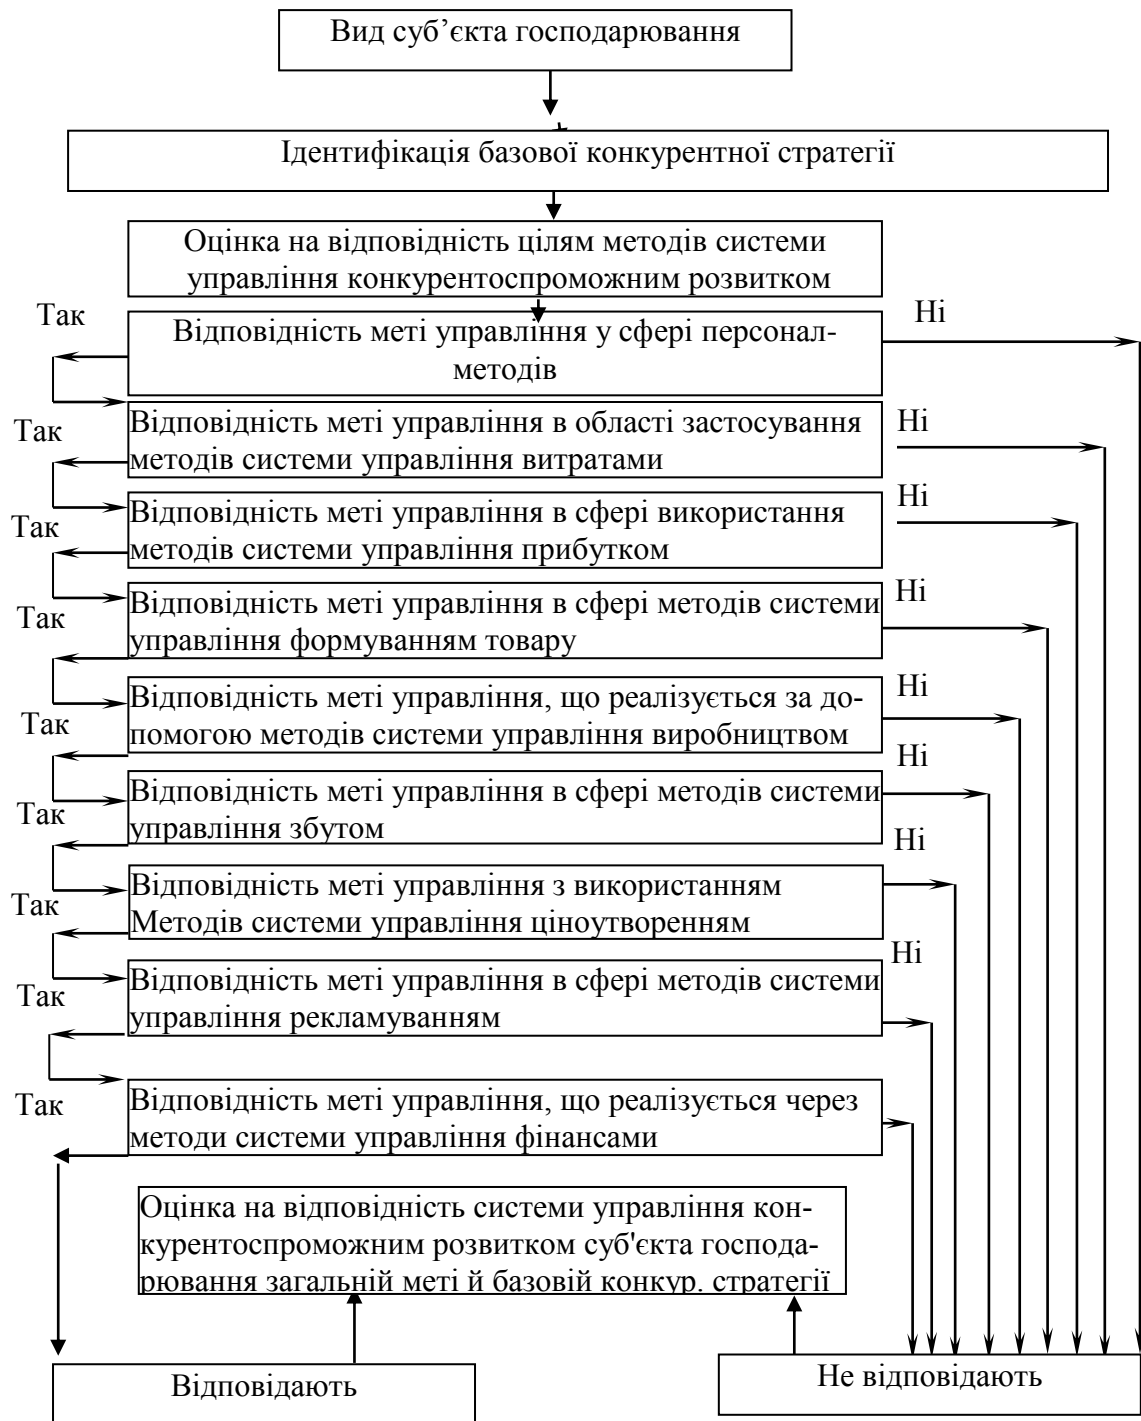 Вид суб’єкта господарювання
Ідентифікація базової конкурентної стратегії
Оцінка на відповідність цілям методів системи
управління конкурентоспроможним розвитком
Так
Ні
Відповідність меті управління у сфері персонал-
методів
Так
Ні
Відповідність меті управління в області застосування
методів системи управління витратами
Так
Ні
Відповідність меті управління в сфері використання
методів системи управління прибутком
Так
Ні
Відповідність меті управління в сфері методів системи
управління формуванням товару
Так
Ні
Відповідність меті управління, що реалізується за до-
помогою методів системи управління виробництвом
Так
Ні
Відповідність меті управління в сфері методів системи
управління збутом
Так
Ні
Відповідність меті управління з використанням
Методів системи управління ціноутворенням
Так
Ні
Відповідність меті управління в сфері методів системи
управління рекламуванням
Так
Відповідність меті управління, що реалізується через
методи системи управління фінансами
Оцінка на відповідність системи управління кон-
курентоспроможним розвитком суб'єкта господа-
рювання загальній меті й базовій конкур. стратегії
Відповідають
Не відповідають